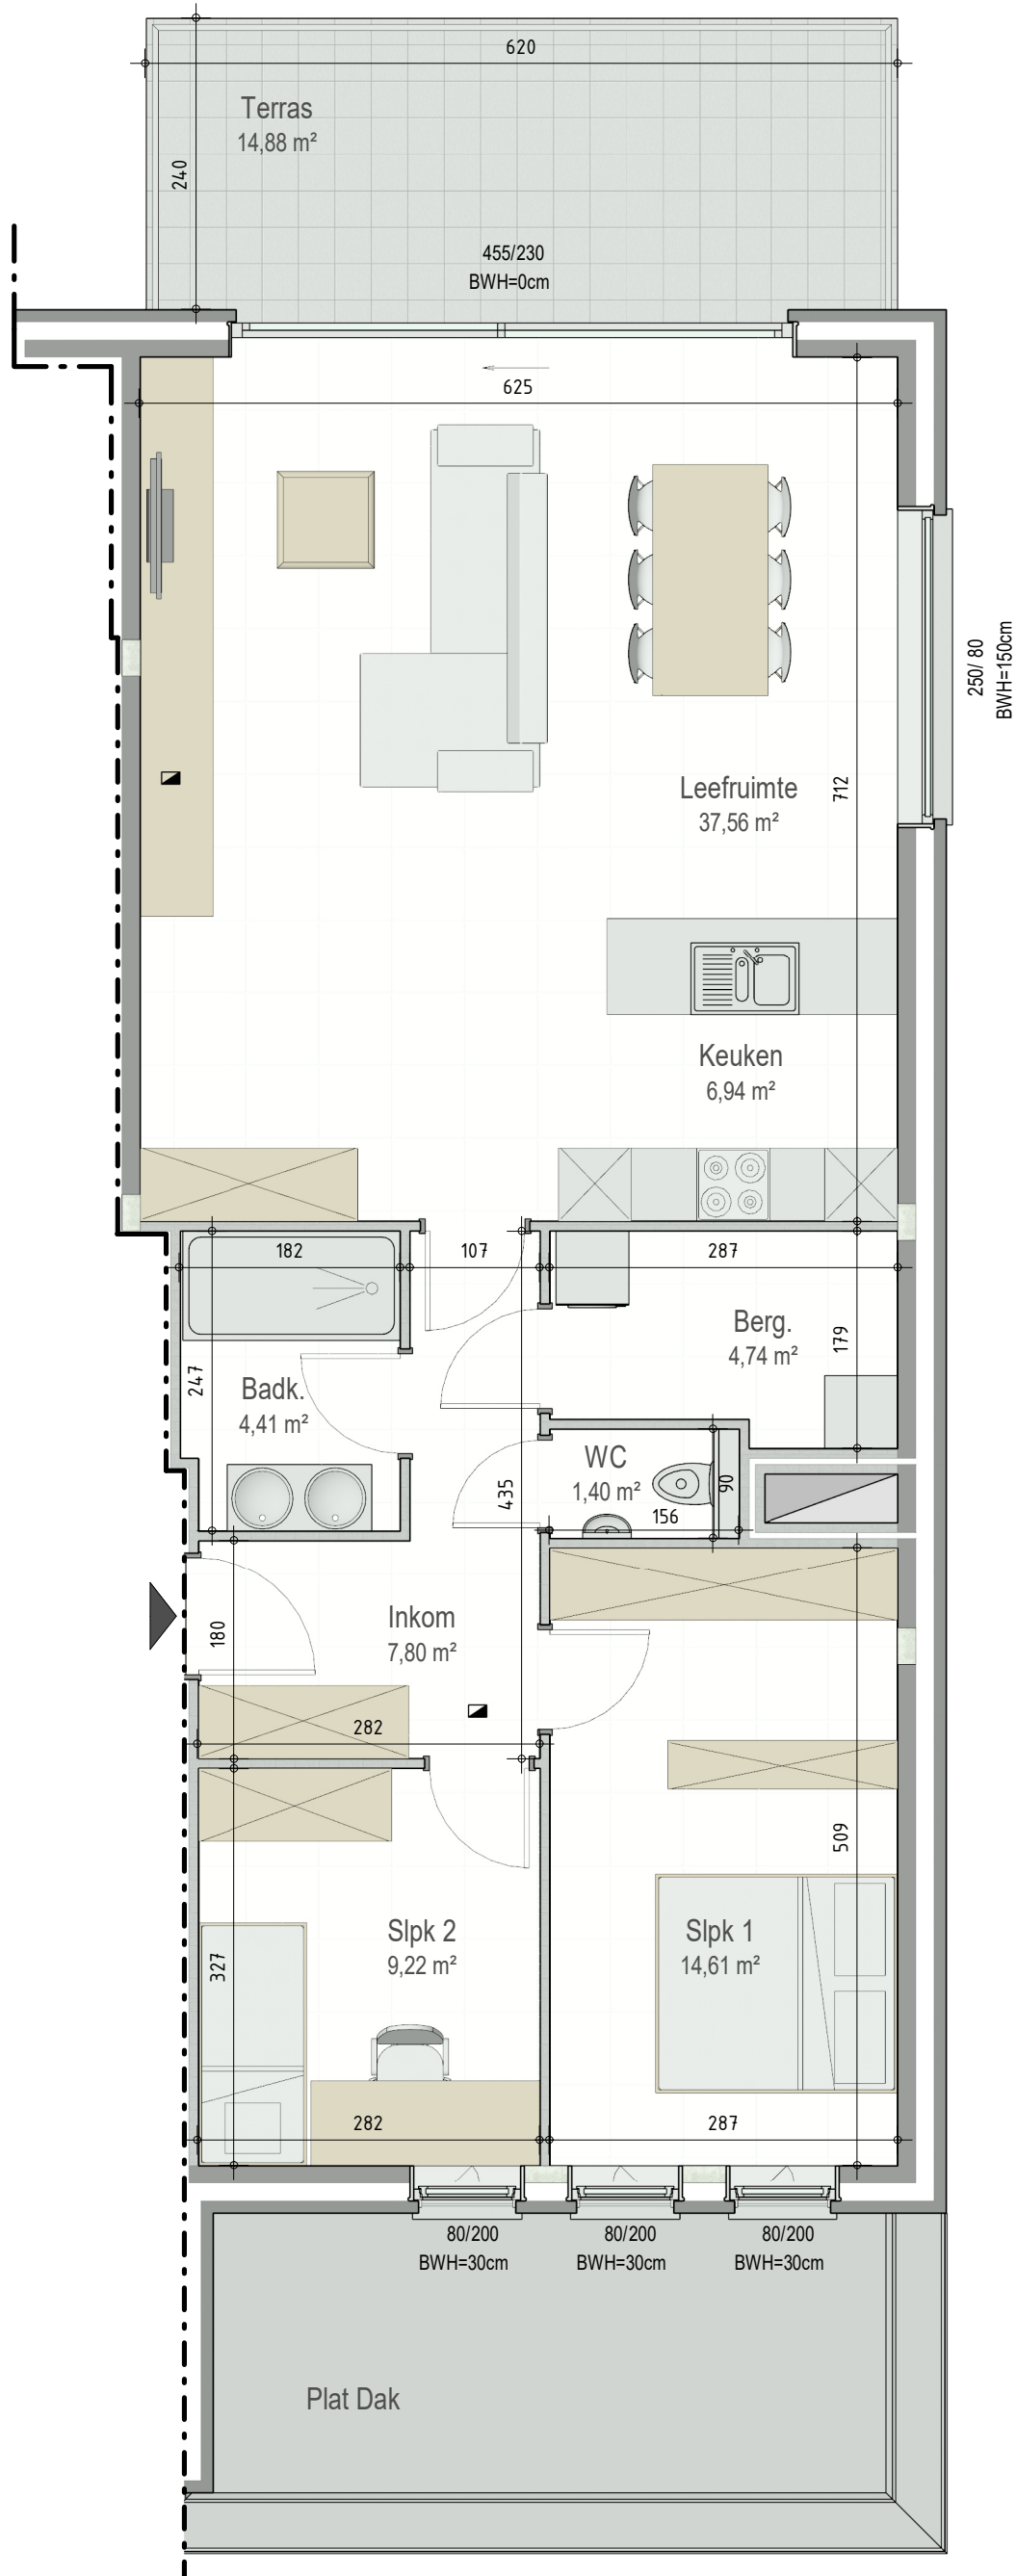 620
Terras
14,88 m²
240
455/230
BWH=0cm
625
250/ 80
BWH=150cm
Leefruimte
37,56 m²
712
Keuken
6,94 m²
182
107
287
Berg.
4,74 m²
179
247
Badk.
4,41 m²
WC
1,40 m²
90
156
435
Inkom
7,80 m²
180
282
509
Slpk 2
9,22 m²
Slpk 1
14,61 m²
327
282
287
80/200
BWH=30cm
80/200
BWH=30cm
80/200
BWH=30cm
Plat Dak